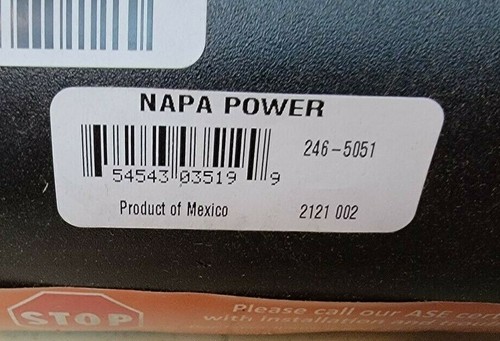 NAPA POWER
246-5051
54543 03519 9
Product of Mexico
2121 002
STOP
Please call our ASE
with installation